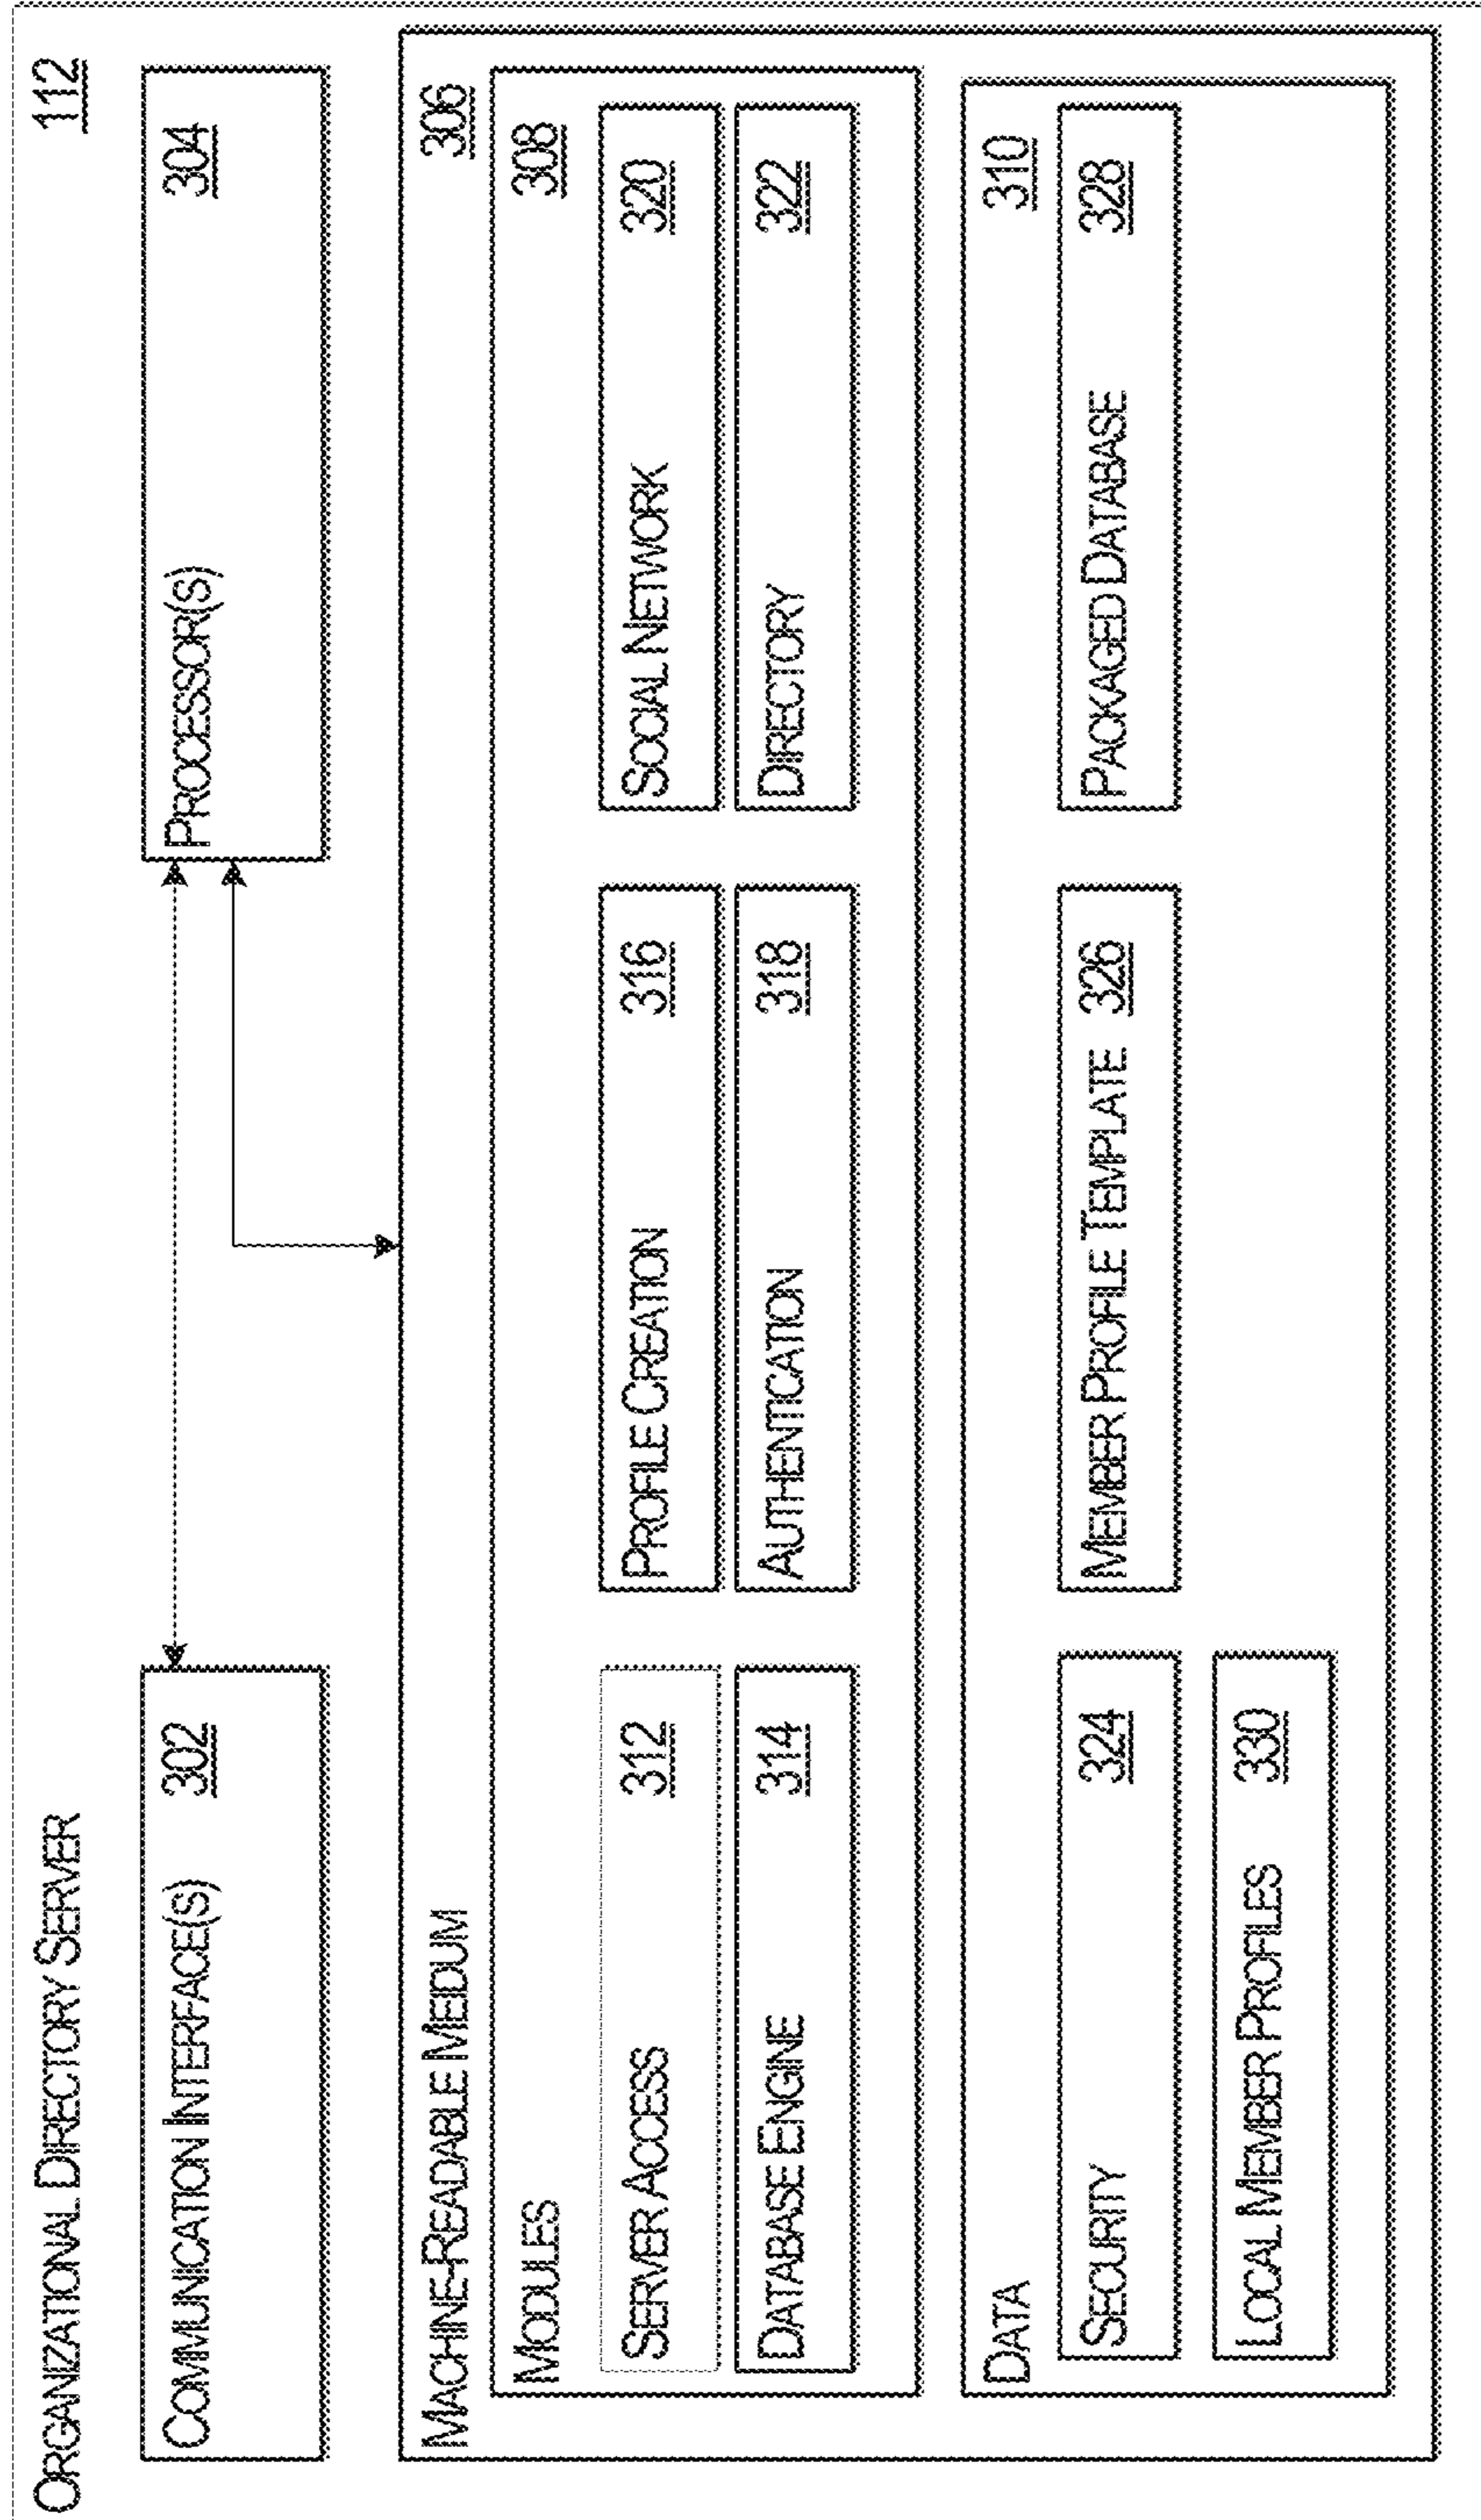 ORGANIZATIONAL DIRECTORY SERVER 112
COMMUNICATION INTERFACE(S) 302
PROCESSOR(S) 304
MACHINE-READABLE MEIDUM 306
MODULES 308
SERVER ACCESS 312
PROFILE CREATION 316
SOCIAL NETWORK 320
DATABASE ENGINE 314
AUTHENTICATION 318
DIRECTORY 322
DATA 310
SECURITY 324
MEMBER PROFILE TEMPLATE 326
PACKAGED DATABASE 328
LOCAL MEMBER PROFILES 330